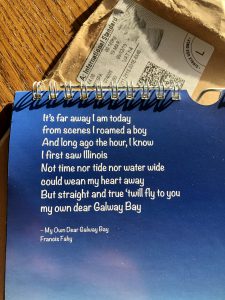 It's far away I am today
from scenes I roamed a boy
And long ago the hour, I know
I first saw Illinois
Not time nor tide nor water wide
could wean my heart away
But straight and true 'twill fly to you
my own dear Galway Bay
– My Own Dear Galway Bay
Francis Fahy